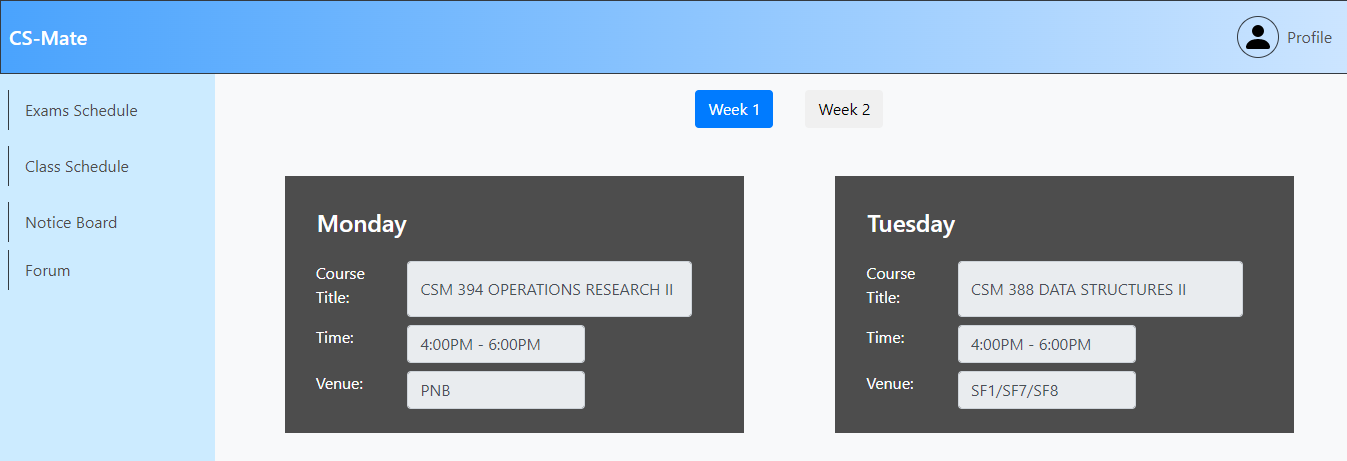 CS-Mate
Profile
Exams Schedule
Class Schedule
Notice Board
Forum
Week 1
Week 2
Monday
Course
Title:
CSM 394 OPERATIONS RESEARCH II
Time:
4:00PM - 6:00PM
Venue:
PNB
Tuesday
Course
Title:
CSM 388 DATA STRUCTURES II
Time:
4:00PM - 6:00PM
Venue:
SF1/SF7/SF8